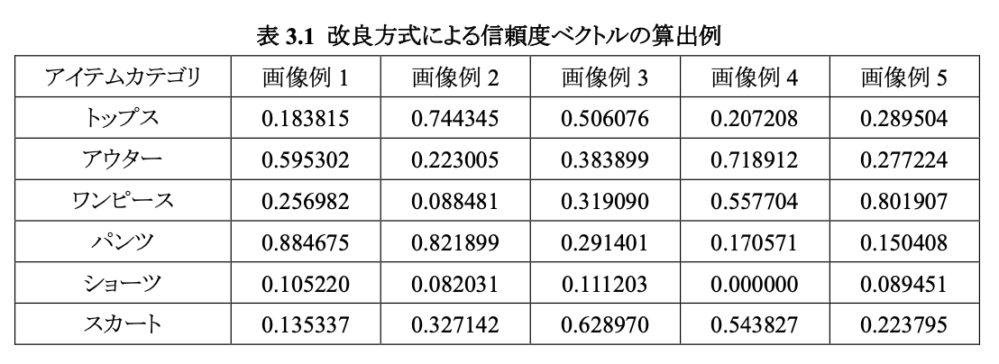 表 3.1 改良方式による信頼度ベクトルの算出例
アイテムカテゴリ 画像例 1 画像例 2 画像例 3 画像例 4 画像例 5
トップス 0.183815 0.744345 0.506076 0.207208 0.289504
アウター 0.595302 0.223005 0.383899 0.718912 0.277224
ワンピース 0.256982 0.088481 0.319090 0.557704 0.801907
パンツ 0.884675 0.821899 0.291401 0.170571 0.150408
ショーツ 0.105220 0.082031 0.111203 0.000000 0.089451
スカート 0.135337 0.327142 0.628970 0.543827 0.223795